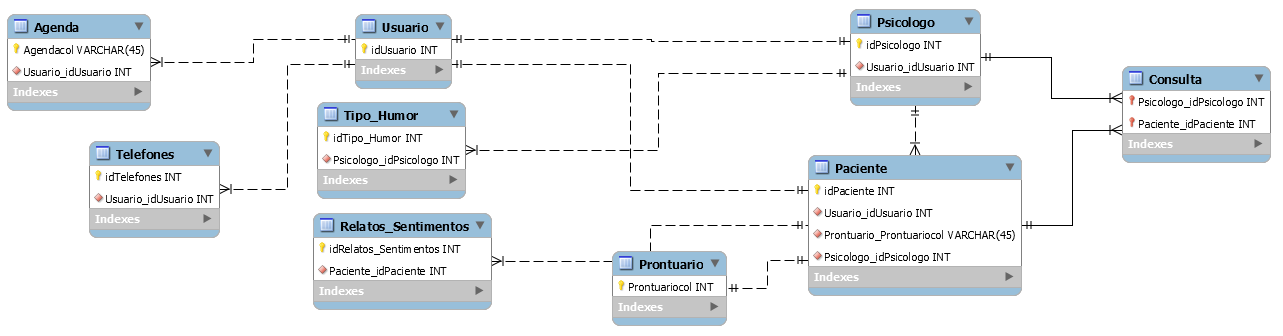 Agenda
Agendacol VARCHAR(45)
Usuario_idUsuario INT
Indexes
Usuario
idUsuario INT
Indexes
Psicologo
idPsicologo INT
Usuario_idUsuario INT
Indexes
Consulta
Psicologo_idPsicologo INT
Paciente_idPaciente INT
Indexes
Tipo_Humor
idTipo_Humor INT
Psicologo_idPsicologo INT
Indexes
Telefones
idTelefones INT
Usuario_idUsuario INT
Indexes
Paciente
idPaciente INT
Usuario_idUsuario INT
Prontuario_Prontuariocol VARCHAR(45)
Psicologo_idPsicologo INT
Indexes
Relatos_Sentimentos
idRelatos_Sentimentos INT
Paciente_idPaciente INT
Indexes
Prontuario
Prontuariocol INT
Indexes